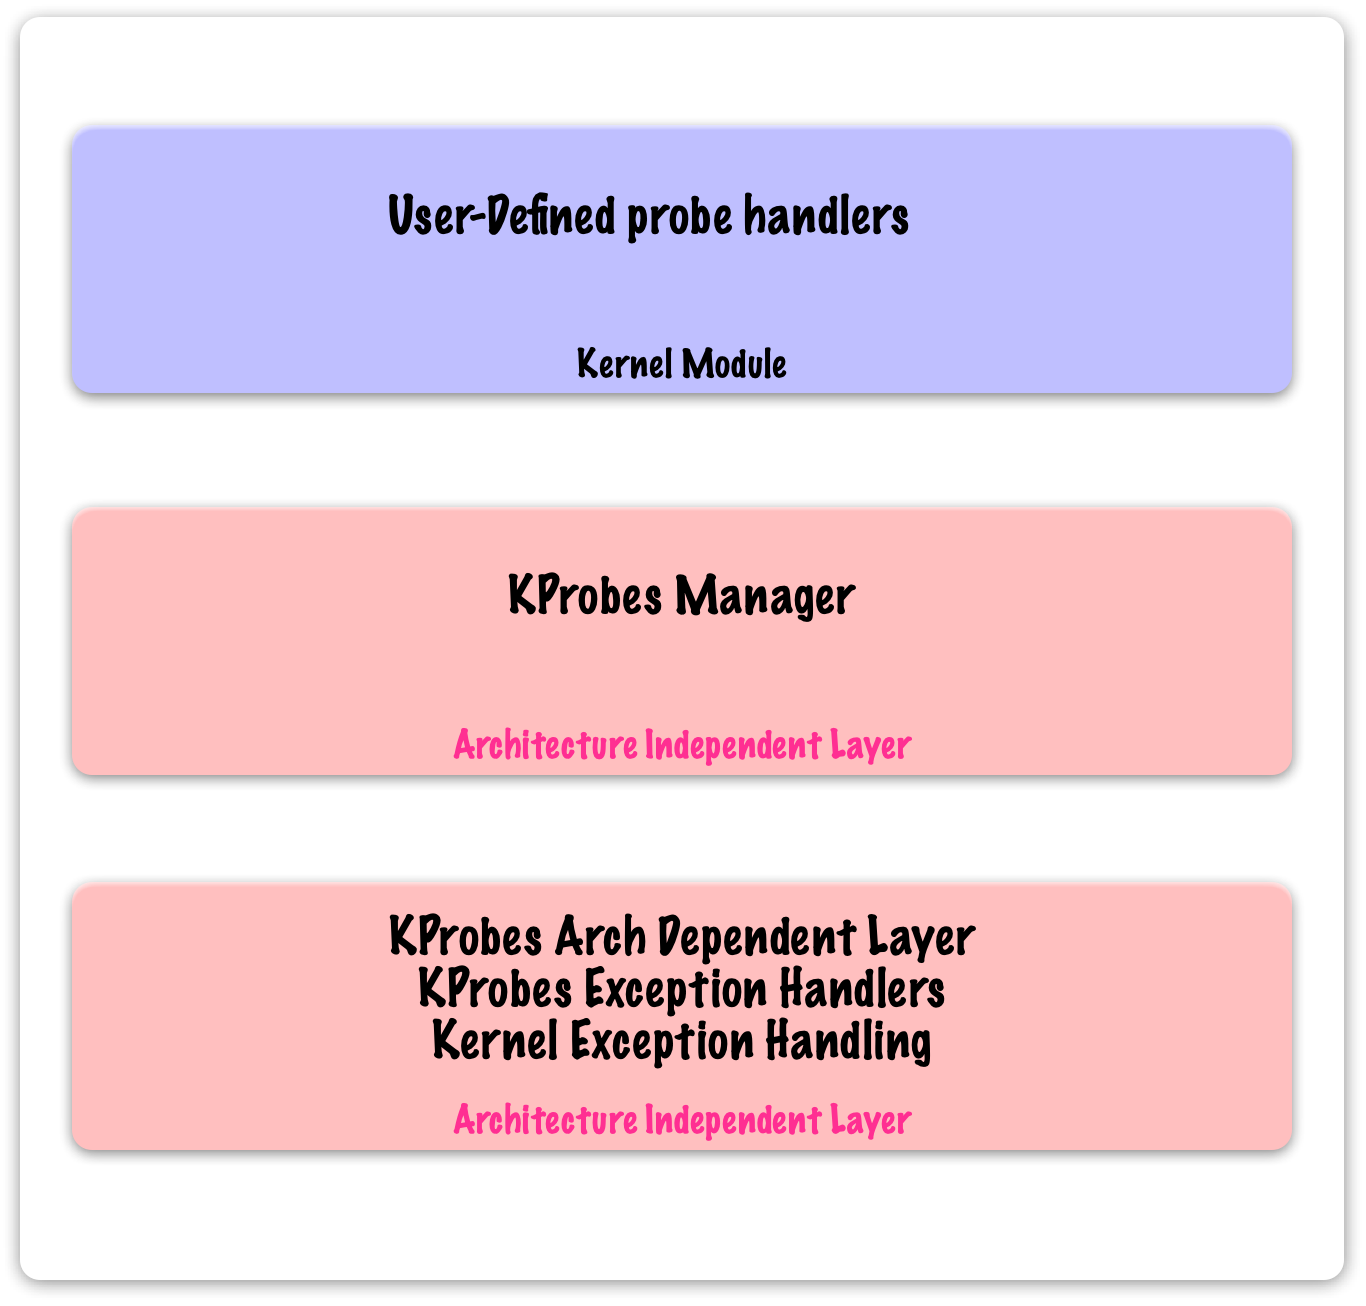 User-Defined probe handlers
Kernel Module
KProbes Manager
Architecture Independent Layer
KProbes Arch Dependent Layer
KProbes Exception Handlers
Kernel Exception Handling
Architecture Independent Layer